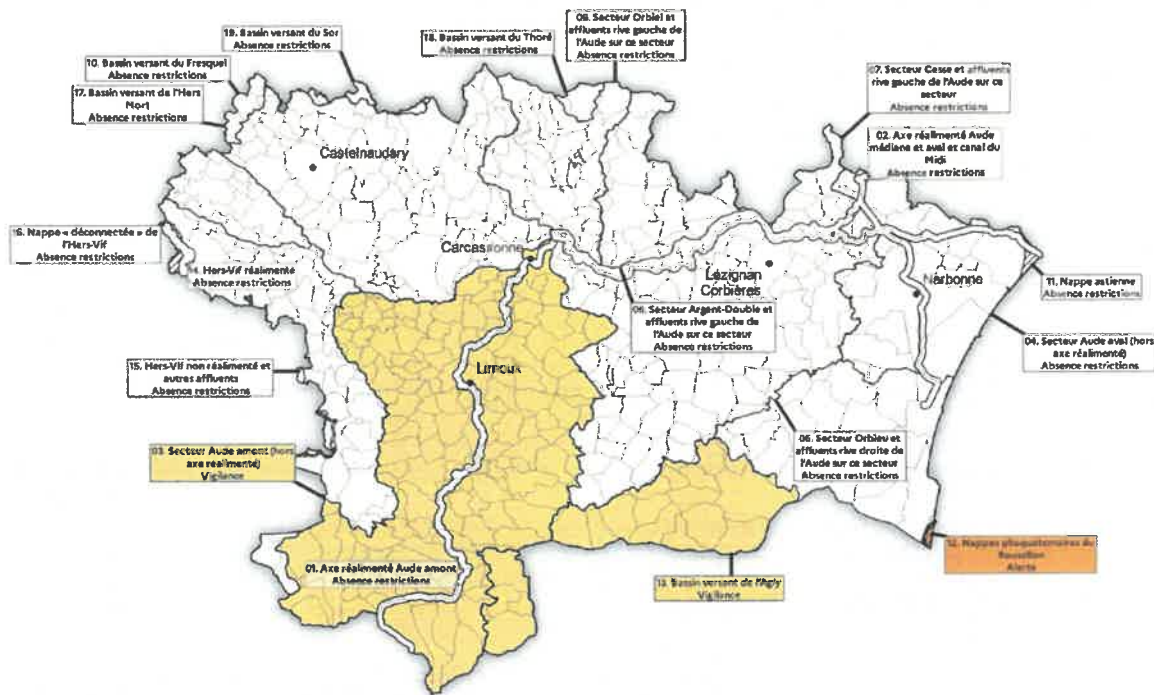 19. Bassin versant du Sor
Absence restrictions
18. Bassin versant du Thoré
Absence restrictions
09. Secteur Orbiel et
affluents rive gauche de
l'Aude sur ce secteur
Absence restrictions
10. Bassin versant du Fresquel
Absence restrictions
17. Bassin versant de l'Hers
Mort
Absence restrictions
07. Secteur Cesse et affluents
rive gauche de l'Aude sur ce
secteur
Absence restrictions
02. Axe réalimenté Aude
médiane et aval et canal du
Midi
Absence restrictions
Castelnaudary
16. Nappe « déconnectée » de
l'Hers-Vif
Absence restrictions
14. Hers-Vif réalimenté
Absence restrictions
Carcassonne
Lézignan
Corbières
Narbonne
11. Nappe astienne
Absence restrictions
Secteur Argent-Double et
affluents rive gauche de
l'Aude sur ce secteur
Absence restrictions
04. Secteur Aude aval (hors
axe réalimenté)
Absence restrictions
15. Hers-Vif non réalimenté et
autres affluents
Absence restrictions
Limoux
03. Secteur Aude amont (hors
axe réalimenté)
Vigilance
Secteur Orbieu et
affluents rive droite de
l'Aude sur ce secteur
Absence restrictions
01. Axe réalimenté Aude amont
Absence restrictions
12. Nappes plioquaternaires du
Roussillon
Alerte
13. Bassin versant de l'Agly
Vigilance